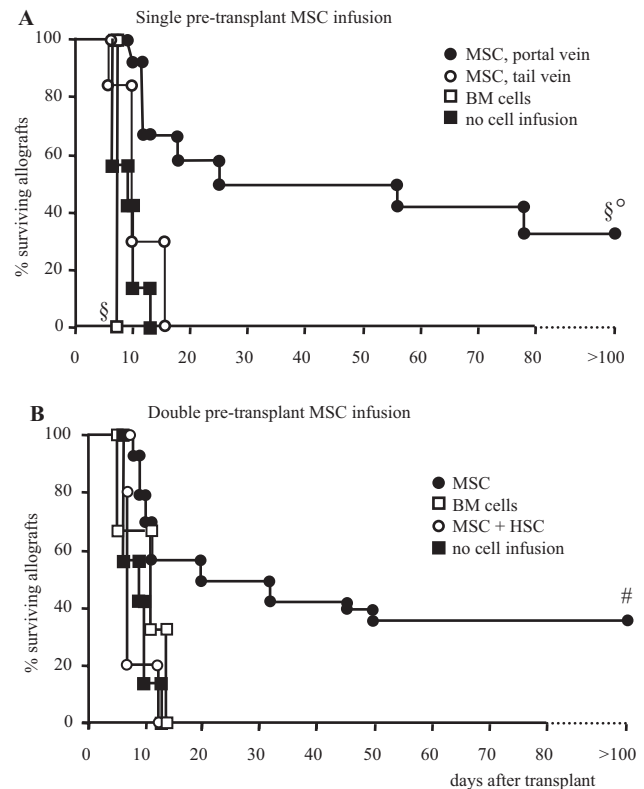 A Single pre-transplant MSC infusion
MSC, portal vein
MSC, tail vein
BM cells
no cell infusion
% surviving allografts
100
80
60
40
20
0
§
§°
0 10 20 30 40 50 60 70 80 >100
B Double pre-transplant MSC infusion
MSC
BM cells
MSC + HSC
no cell infusion
% surviving allografts
100
80
60
40
20
0
#
0 10 20 30 40 50 60 70 80 >100
days after transplant